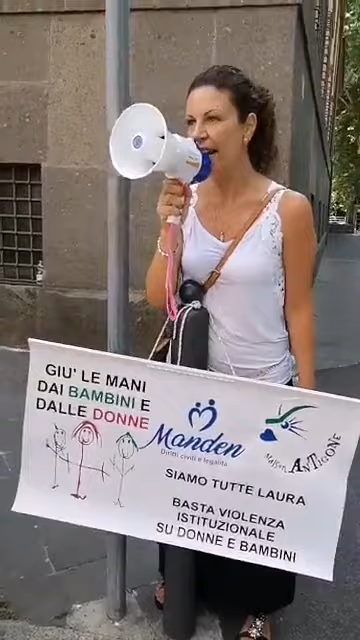 GIU' LE MANI
DAI BAMBINI E
DALLE DONNE
Manden
Diritti civili e legalità
ANTIGONE
SIAMO TUTTE LAURA
BASTA VIOLENZA
ISTITUZIONALE
SU DONNE E BAMBINI